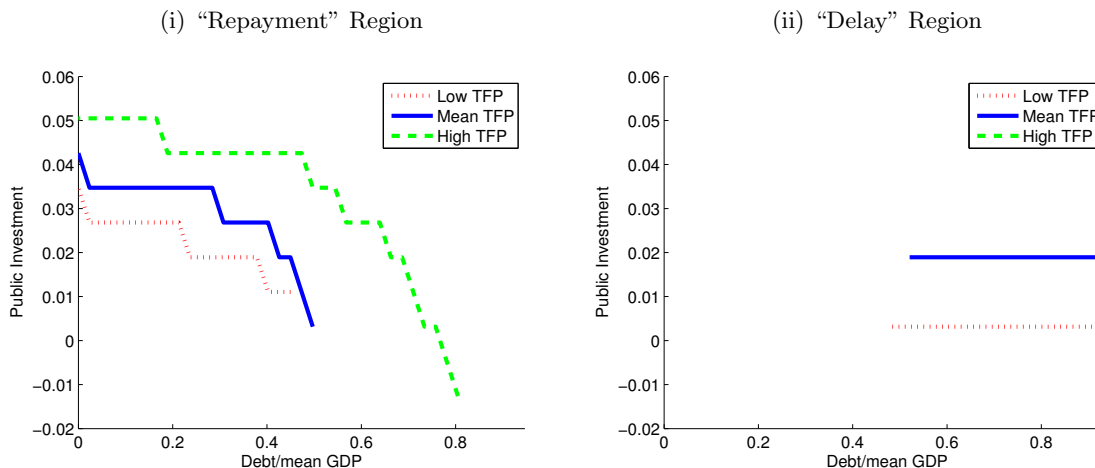 (i) “Repayment” Region
0.06
0.05
0.04
0.03
0.02
0.01
0
−0.01
−0.02
Public Investment
0
0.2
0.4
0.6
0.8
Debt/mean GDP
Low TFP
Mean TFP
High TFP
(ii) “Delay” Region
0.06
0.05
0.04
0.03
0.02
0.01
0
−0.01
−0.02
Public Investment
0
0.2
0.4
0.6
0.8
Debt/mean GDP
Low TFP
Mean TFP
High TFP